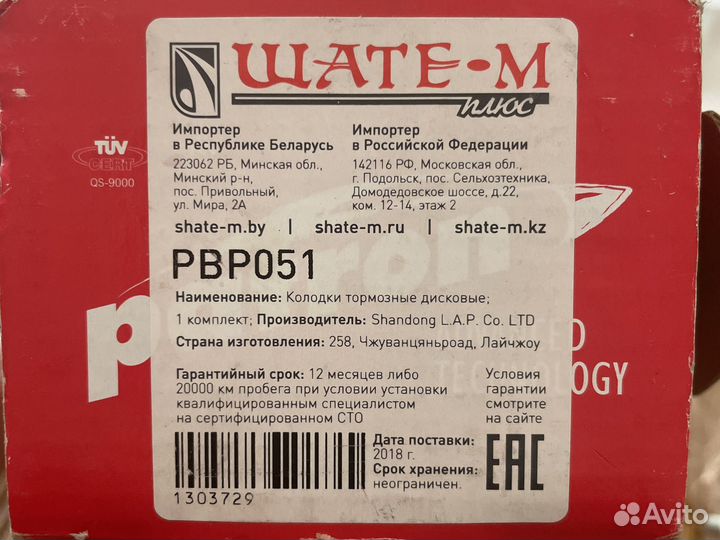 ШАТЕ-М
плюс
Импортер
в Республике Беларусь
223062 РБ, Минская обл.,
Минский р-н,
пос. Привольный,
ул. Мира, 2А
Импортер
в Российской Федерации
142116 РФ, Московская обл.,
г. Подольск, пос. Сельхозтехника,
Домодедовское шоссе, д.22,
ком. 12-14, этаж 2
shate-m.by | shate-m.ru | shate-m.kz
PBP051
Наименование: Колодки тормозные дисковые;
1 комплект; Производитель: Shandong L.A.P. Co. LTD
Страна изготовления: 258, Чжуванцяньроад, Лайчжоу
Гарантийный срок: 12 месяцев либо
20000 км пробега при условии установки
квалифицированным специалистом
на сертифицированном СТО
Условия
гарантии
смотрите
на сайте
1303729
Дата поставки:
2018 г.
Срок хранения:
неограничен.
EAC
TÜV
CERT
QS-9000
Avito